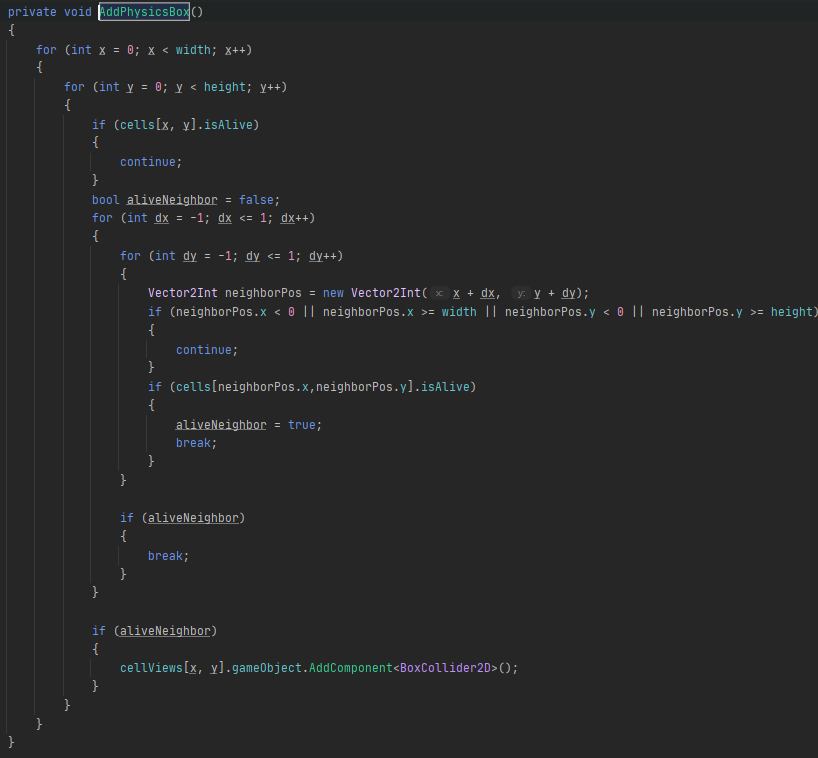 private void AddPhysicsBox()
{
    for (int x = 0; x < width; x++)
    {
        for (int y = 0; y < height; y++)
        {
            if (cells[x, y].isAlive)
            {
                continue;
            }
            bool aliveNeighbor = false;
            for (int dx = -1; dx <= 1; dx++)
            {
                for (int dy = -1; dy <= 1; dy++)
                {
                    Vector2Int neighborPos = new Vector2Int( x: x + dx,  y: y + dy);
                    if (neighborPos.x < 0 || neighborPos.x >= width || neighborPos.y < 0 || neighborPos.y >= height)
                    {
                        continue;
                    }
                    if (cells[neighborPos.x,neighborPos.y].isAlive)
                    {
                        aliveNeighbor = true;
                        break;
                    }
                }

                if (aliveNeighbor)
                {
                    break;
                }
            }

            if (aliveNeighbor)
            {
                cellViews[x, y].gameObject.AddComponent<BoxCollider2D>();
            }
        }
    }
}